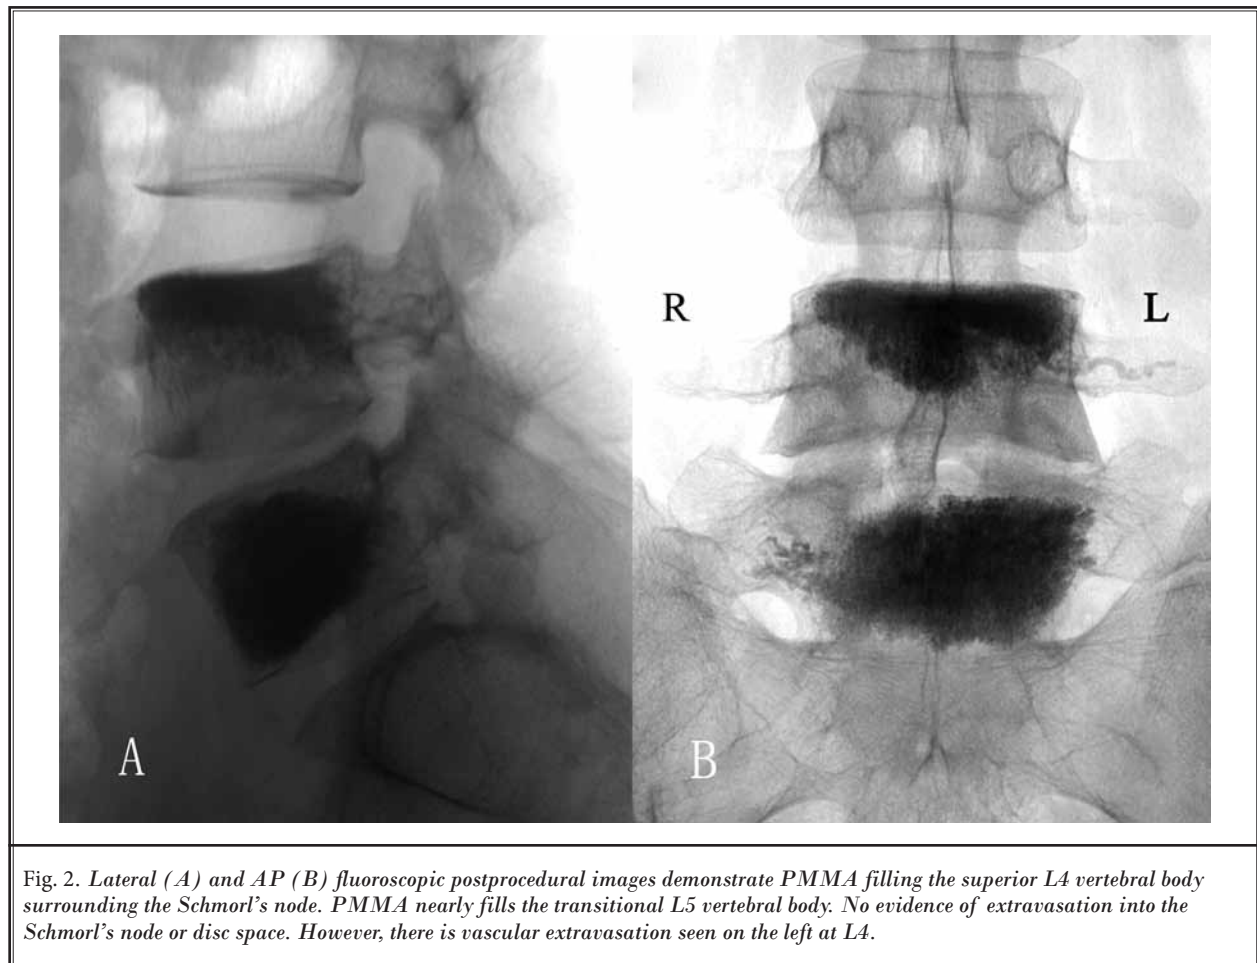 R
L
A
B
Fig. 2. Lateral (A) and AP (B) fluoroscopic postprocedural images demonstrate PMMA filling the superior L4 vertebral body
surrounding the Schmorl's node. PMMA nearly fills the transitional L5 vertebral body. No evidence of extravasation into the
Schmorl's node or disc space. However, there is vascular extravasation seen on the left at L4.